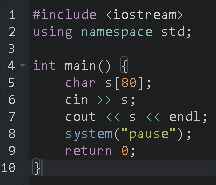 1 #include <iostream>
2 using namespace std;
3
4 int main() {
5     char s[80];
6     cin >> s;
7     cout << s << endl;
8     system("pause");
9     return 0;
10 }